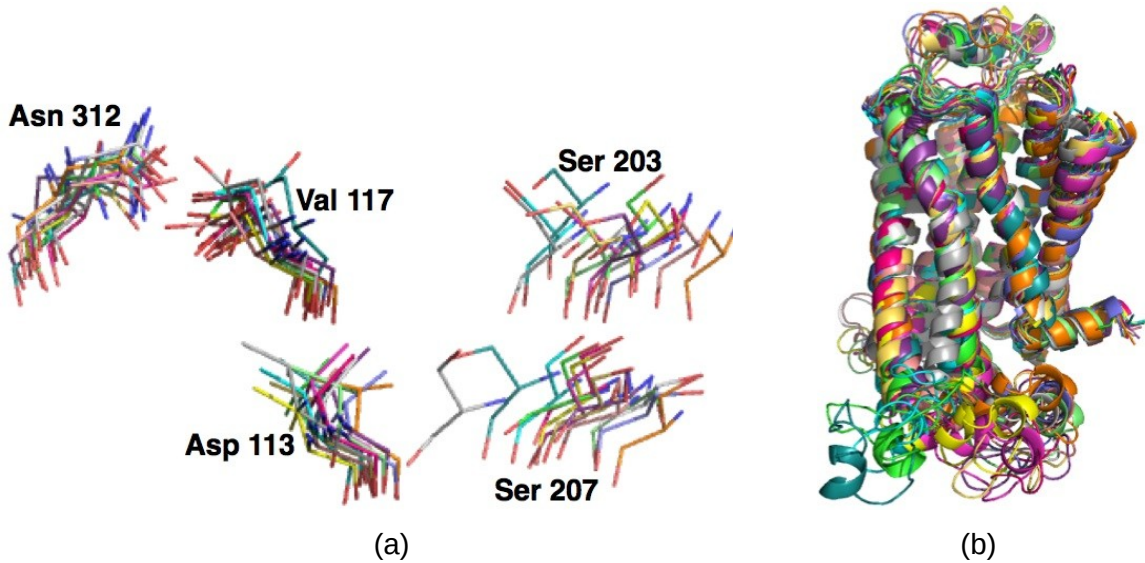 Asn 312
Val 117
Ser 203
Asp 113
Ser 207
(a)
(b)